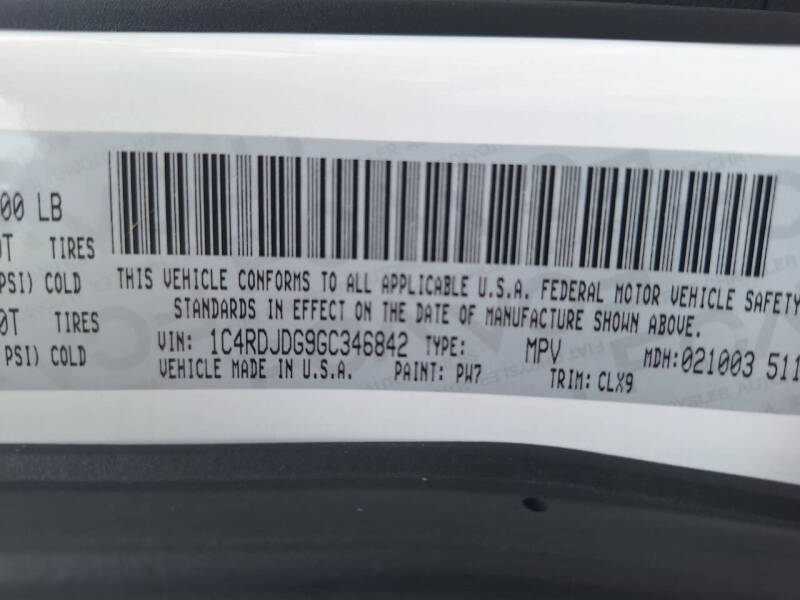 00 LB
0T TIRES
PSI) COLD
0T TIRES
PSI) COLD
THIS VEHICLE CONFORMS TO ALL APPLICABLE U.S.A. FEDERAL MOTOR VEHICLE SAFETY
STANDARDS IN EFFECT ON THE DATE OF MANUFACTURE SHOWN ABOVE.
VIN: 1C4RDJDG9GC346842 TYPE: MPV MDH:021003 511
VEHICLE MADE IN U.S.A. PAINT: PW7 TRIM: CLX9